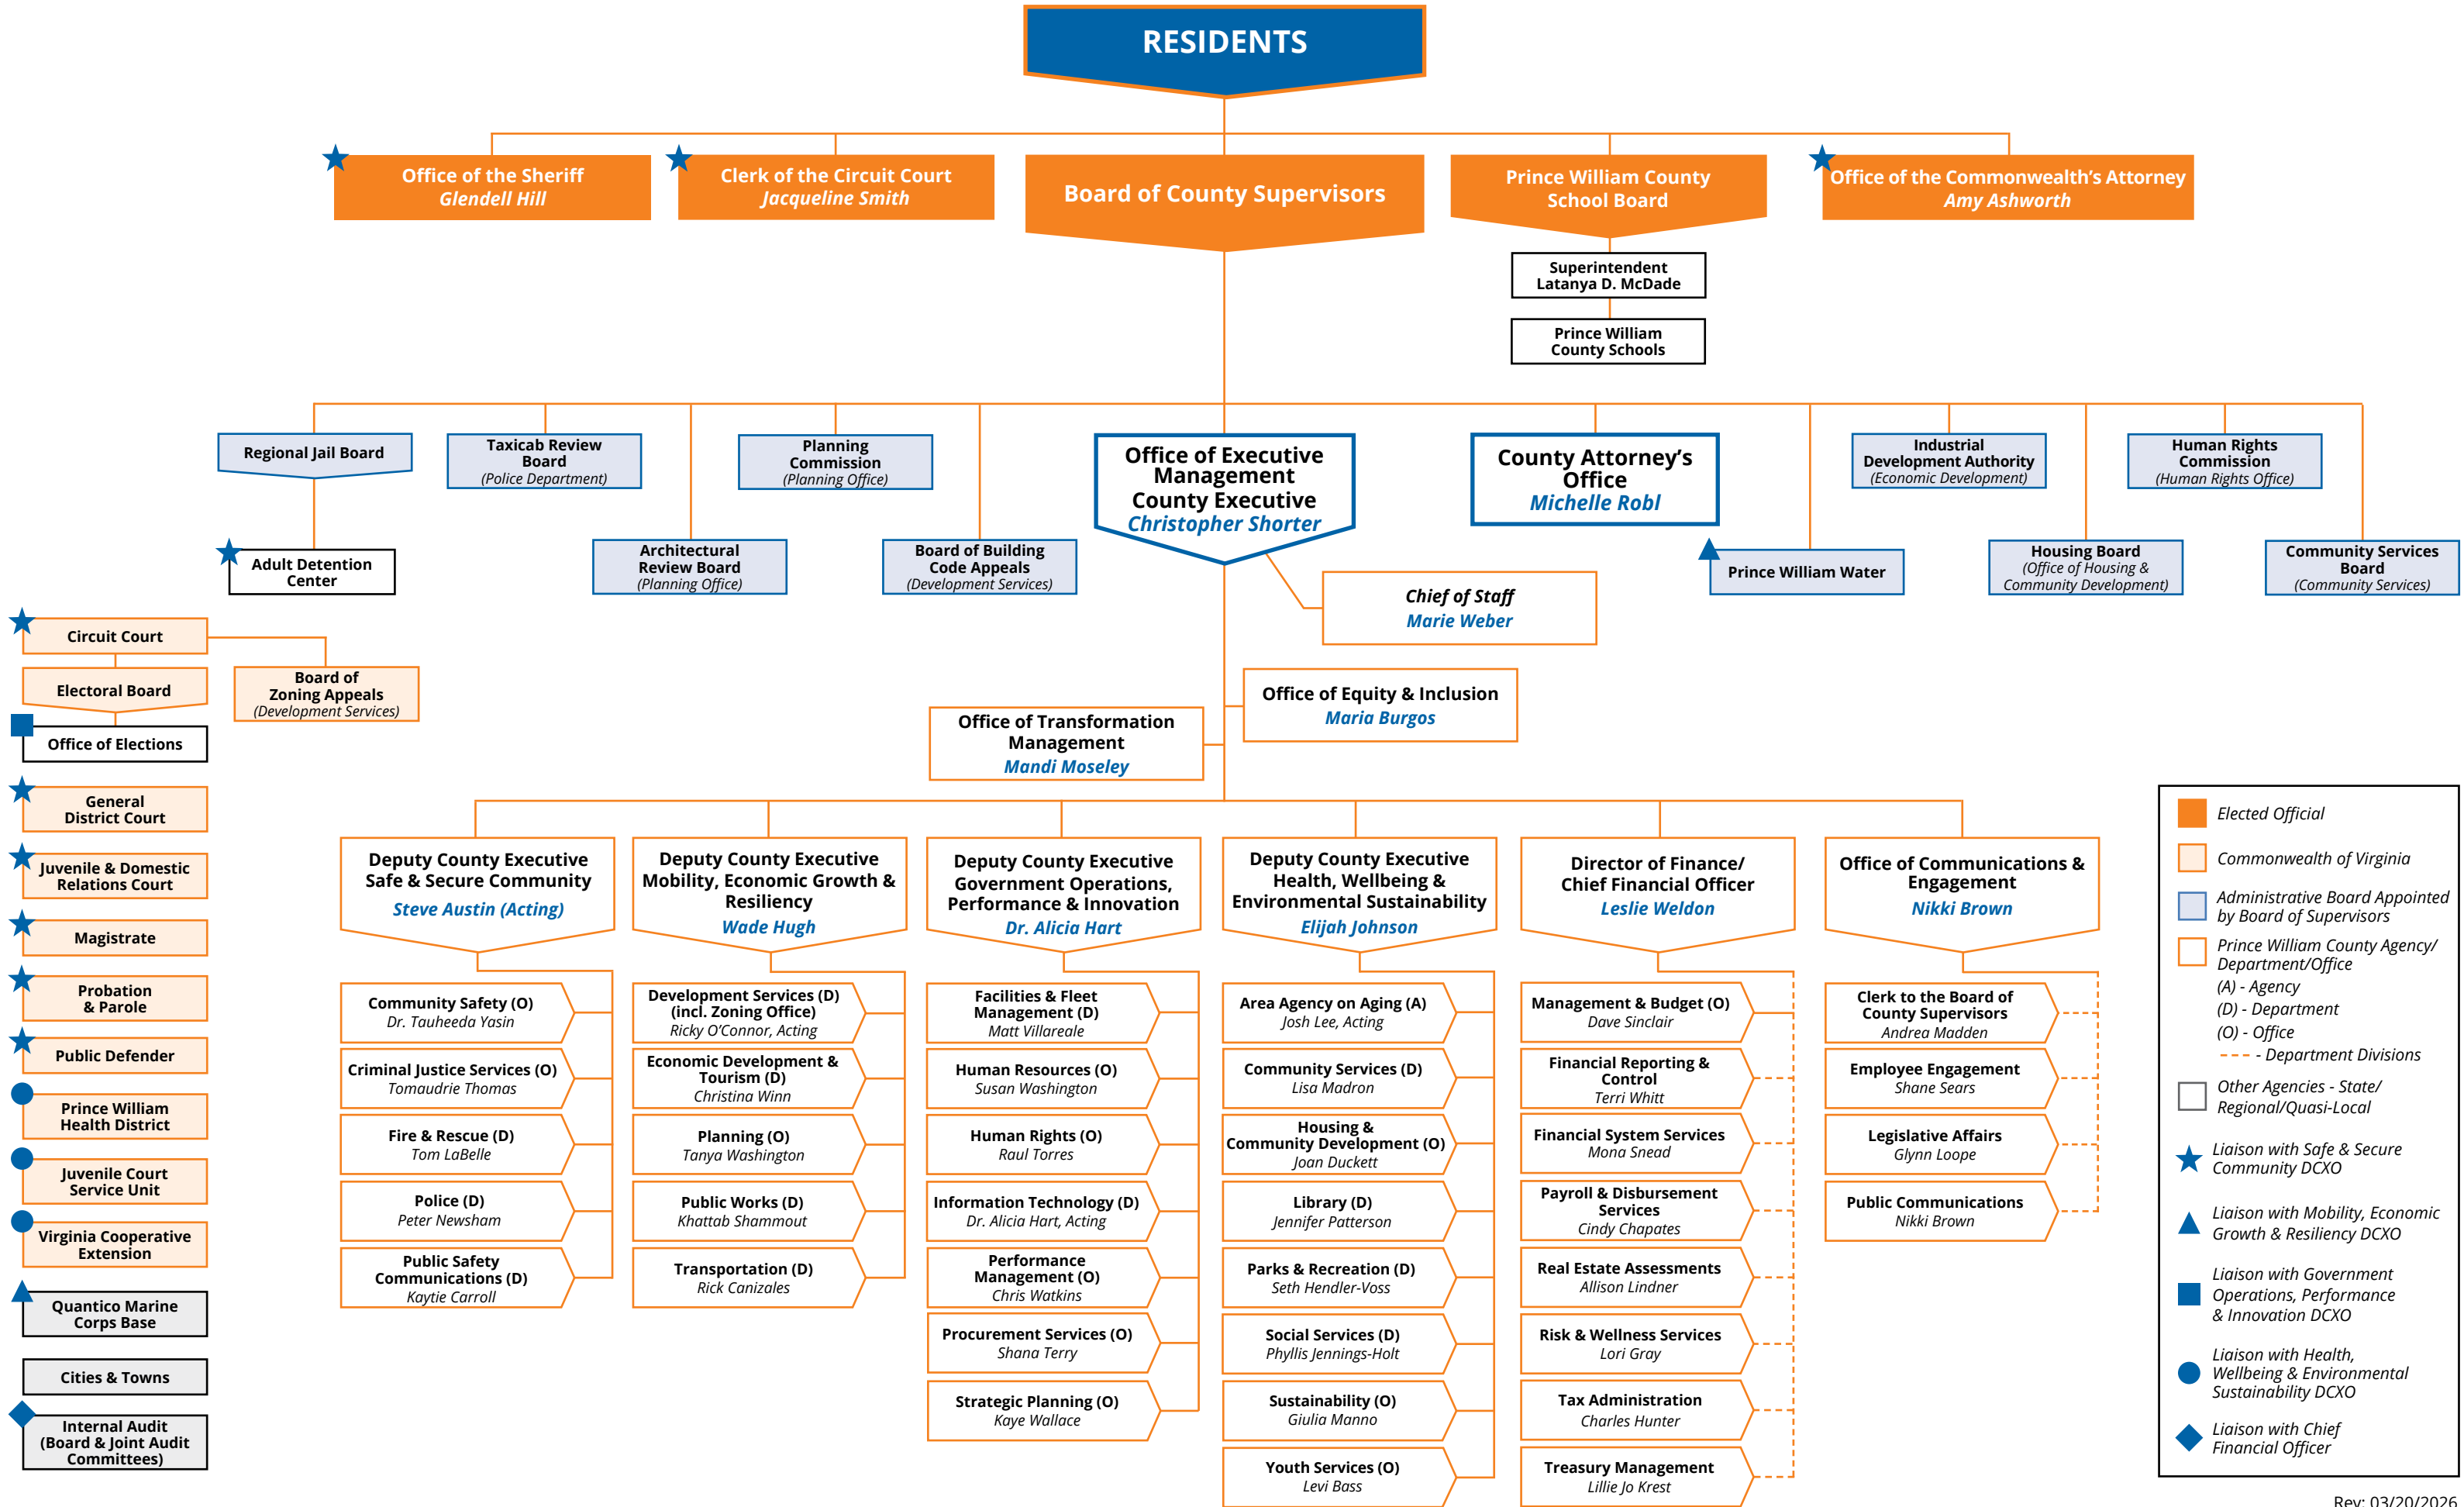 RESIDENTS
Office of the Sheriff
Glendell Hill
Clerk of the Circuit Court
Jacqueline Smith
Board of County Supervisors
Prince William County
School Board
Office of the Commonwealth’s Attorney
Amy Ashworth
Superintendent
Latanya D. McDade
Prince William
County Schools
Regional Jail Board
Taxicab Review
Board
(Police Department)
Planning
Commission
(Planning Office)
Office of Executive
Management
County Executive
Christopher Shorter
County Attorney’s
Office
Michelle Robl
Industrial
Development Authority
(Economic Development)
Human Rights
Commission
(Human Rights Office)
Adult Detention
Center
Architectural
Review Board
(Planning Office)
Board of Building
Code Appeals
(Development Services)
Prince William Water
Housing Board
(Office of Housing &
Community Development)
Community Services
Board
(Community Services)
Chief of Staff
Marie Weber
Office of Equity & Inclusion
Maria Burgos
Office of Transformation
Management
Mandi Moseley
Circuit Court
Electoral Board
Board of
Zoning Appeals
(Development Services)
Office of Elections
General
District Court
Juvenile & Domestic
Relations Court
Magistrate
Probation
& Parole
Public Defender
Prince William
Health District
Juvenile Court
Service Unit
Virginia Cooperative
Extension
Quantico Marine
Corps Base
Cities & Towns
Internal Audit
(Board & Joint Audit
Committees)
Deputy County Executive
Safe & Secure Community
Steve Austin (Acting)
Community Safety (O)
Dr. Tauheeda Yasin
Criminal Justice Services (O)
Tomaudrie Thomas
Fire & Rescue (D)
Tom LaBelle
Police (D)
Peter Newsham
Public Safety
Communications (D)
Kaytie Carroll
Deputy County Executive
Mobility, Economic Growth &
Resiliency
Wade Hugh
Development Services (D)
(incl. Zoning Office)
Ricky O’Connor, Acting
Economic Development &
Tourism (D)
Christina Winn
Planning (O)
Tanya Washington
Public Works (D)
Khattab Shammout
Transportation (D)
Rick Canizales
Deputy County Executive
Government Operations,
Performance & Innovation
Dr. Alicia Hart
Facilities & Fleet
Management (D)
Matt Villareale
Human Resources (O)
Susan Washington
Human Rights (O)
Raul Torres
Information Technology (D)
Dr. Alicia Hart, Acting
Performance
Management (O)
Chris Watkins
Procurement Services (O)
Shana Terry
Strategic Planning (O)
Kaye Wallace
Deputy County Executive
Health, Wellbeing &
Environmental Sustainability
Elijah Johnson
Area Agency on Aging (A)
Josh Lee, Acting
Community Services (D)
Lisa Madron
Housing &
Community Development (O)
Joan Duckett
Library (D)
Jennifer Patterson
Parks & Recreation (D)
Seth Hendler-Voss
Social Services (D)
Phyllis Jennings-Holt
Sustainability (O)
Giulia Manno
Youth Services (O)
Levi Bass
Director of Finance/
Chief Financial Officer
Leslie Weldon
Management & Budget (O)
Dave Sinclair
Financial Reporting &
Control
Terri Whitt
Financial System Services
Mona Snead
Payroll & Disbursement
Services
Cindy Chapates
Real Estate Assessments
Allison Lindner
Risk & Wellness Services
Lori Gray
Tax Administration
Charles Hunter
Treasury Management
Lillie Jo Krest
Office of Communications &
Engagement
Nikki Brown
Clerk to the Board of
County Supervisors
Andrea Madden
Employee Engagement
Shane Sears
Legislative Affairs
Glynn Loope
Public Communications
Nikki Brown
Elected Official
Commonwealth of Virginia
Administrative Board Appointed
by Board of Supervisors
Prince William County Agency/
Department/Office
(A) - Agency
(D) - Department
(O) - Office
- Department Divisions
Other Agencies - State/
Regional/Quasi-Local
Liaison with Safe & Secure
Community DCXO
Liaison with Mobility, Economic
Growth & Resiliency DCXO
Liaison with Government
Operations, Performance
& Innovation DCXO
Liaison with Health,
Wellbeing & Environmental
Sustainability DCXO
Liaison with Chief
Financial Officer
Rev: 03/20/2026